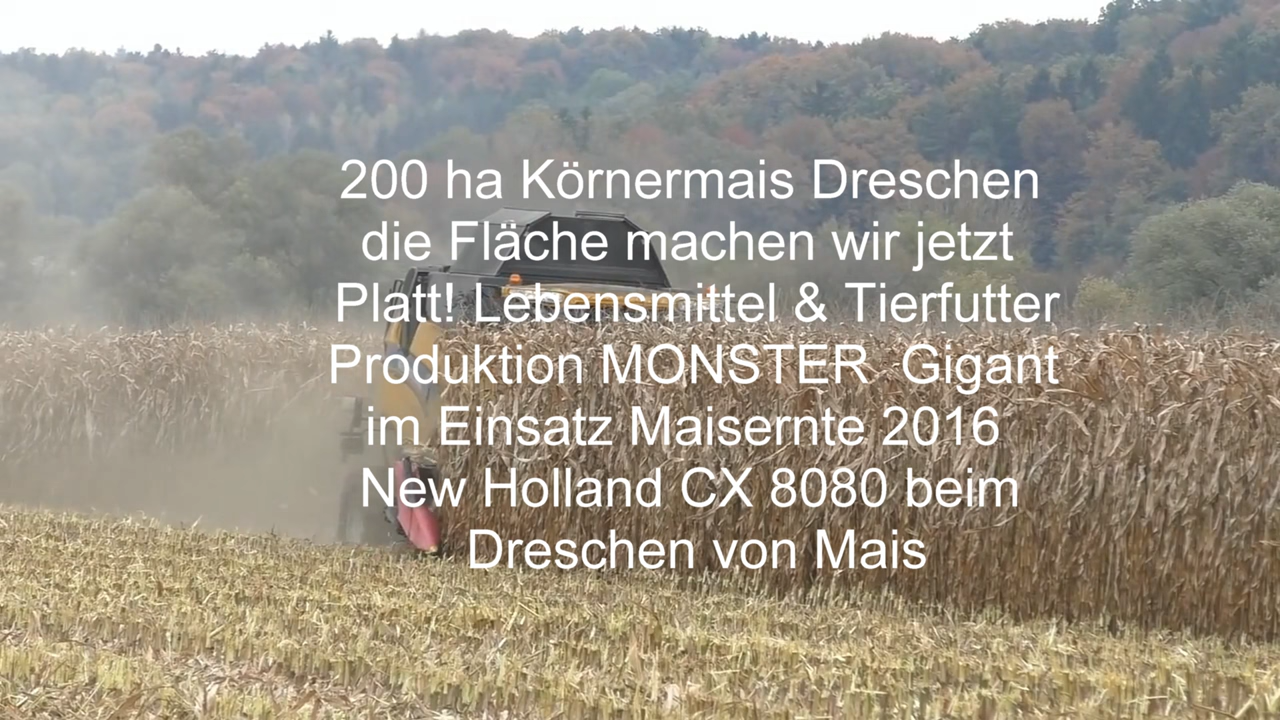 200 ha Körnermais Dreschen
die Fläche machen wir jetzt
Platt! Lebensmittel & Tierfutter
Produktion MONSTER  Gigant
im Einsatz Maisernte 2016
New Holland CX 8080 beim
Dreschen von Mais